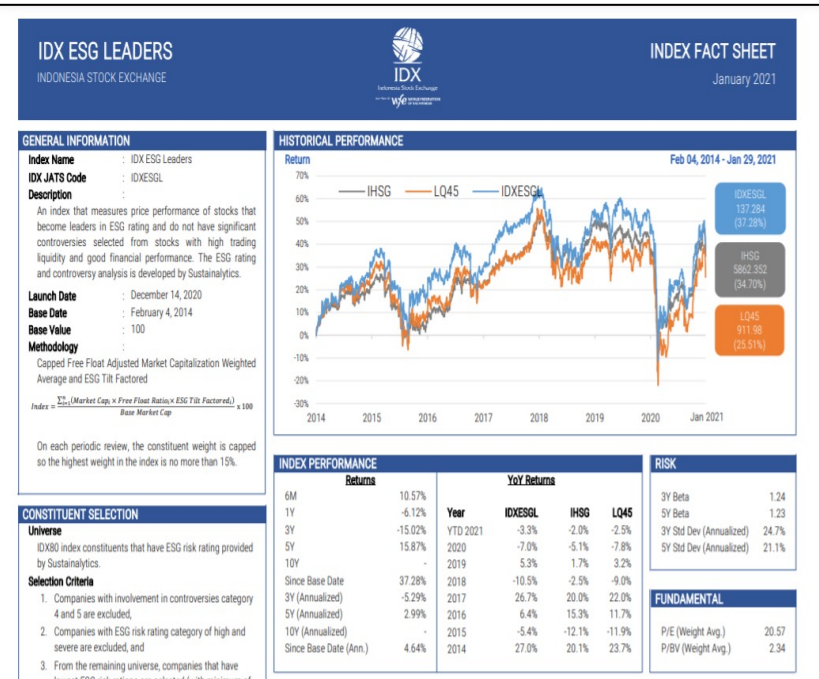 IDX ESG LEADERS
INDONESIA STOCK EXCHANGE
IDX
Indonesia Stock Exchange
INDEX FACT SHEET
January 2021
GENERAL INFORMATION
Index Name : IDX ESG Leaders
IDX JATS Code : IDXESGL
Description :
An index that measures price performance of stocks that
become leaders in ESG rating and do not have significant
controversies selected from stocks with high trading
liquidity and good financial performance. The ESG rating
and controversy analysis is developed by Sustainalytics.
Launch Date : December 14, 2020
Base Date : February 4, 2014
Base Value : 100
Methodology :
Capped Free Float Adjusted Market Capitalization Weighted
Average and ESG Tilt Factored
Index = ∑ⁿᵢ₌₁(Market Capᵢ × Free Float Ratioᵢ× ESG Tilt Factoredᵢ) / Base Market Cap x 100
On each periodic review, the constituent weight is capped
so the highest weight in the index is no more than 15%.
CONSTITUENT SELECTION
Universe
IDX80 index constituents that have ESG risk rating provided
by Sustainalytics.
Selection Criteria
1. Companies with involvement in controversies category
4 and 5 are excluded,
2. Companies with ESG risk rating category of high and
severe are excluded, and
3. From the remaining universe, companies that have
HISTORICAL PERFORMANCE
Return
Feb 04, 2014 - Jan 29, 2021
IHSG LQ45 IDXESGL
70%
60%
50%
40%
30%
20%
10%
0%
-10%
-20%
-30%
2014 2015 2016 2017 2018 2019 2020 Jan 2021
IDXESGL
137.284
(37.28%)
IHSG
5862.352
(34.70%)
LQ45
911.98
(25.51%)
INDEX PERFORMANCE
Returns
6M 10.57%
1Y -6.12%
3Y -15.02%
5Y 15.87%
10Y -
Since Base Date 37.28%
3Y (Annualized) -5.29%
5Y (Annualized) 2.99%
10Y (Annualized) -
Since Base Date (Ann.) 4.64%
YoY Returns
Year IDXESGL IHSG LQ45
YTD 2021 -3.3% -2.0% -2.5%
2020 -7.0% -5.1% -7.8%
2019 5.3% 1.7% 3.2%
2018 -10.5% -2.5% -9.0%
2017 26.7% 20.0% 22.0%
2016 6.4% 15.3% 11.7%
2015 -5.4% -12.1% -11.9%
2014 27.0% 20.1% 23.7%
RISK
3Y Beta 1.24
5Y Beta 1.23
3Y Std Dev (Annualized) 24.7%
5Y Std Dev (Annualized) 21.1%
FUNDAMENTAL
P/E (Weight Avg.) 20.57
P/BV (Weight Avg.) 2.34